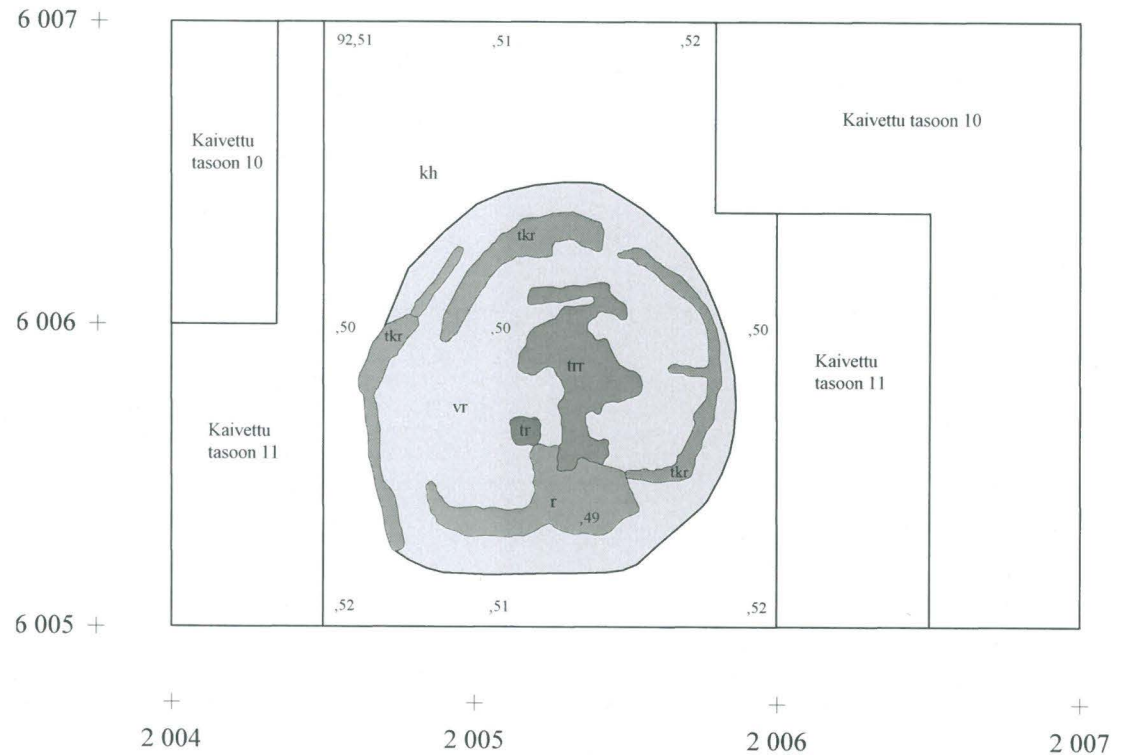 6 007
92,51
,51
,52
Kaivettu
tasoon 10
Kaivettu tasoon 10
kh
tkr
6 006
,50
tkr
,50
,50
trr
Kaivettu
tasoon 11
vr
tr
Kaivettu
tasoon 11
tkr
r
,49
,52
,51
,52
6 005
2 004
2 005
2 006
2 007